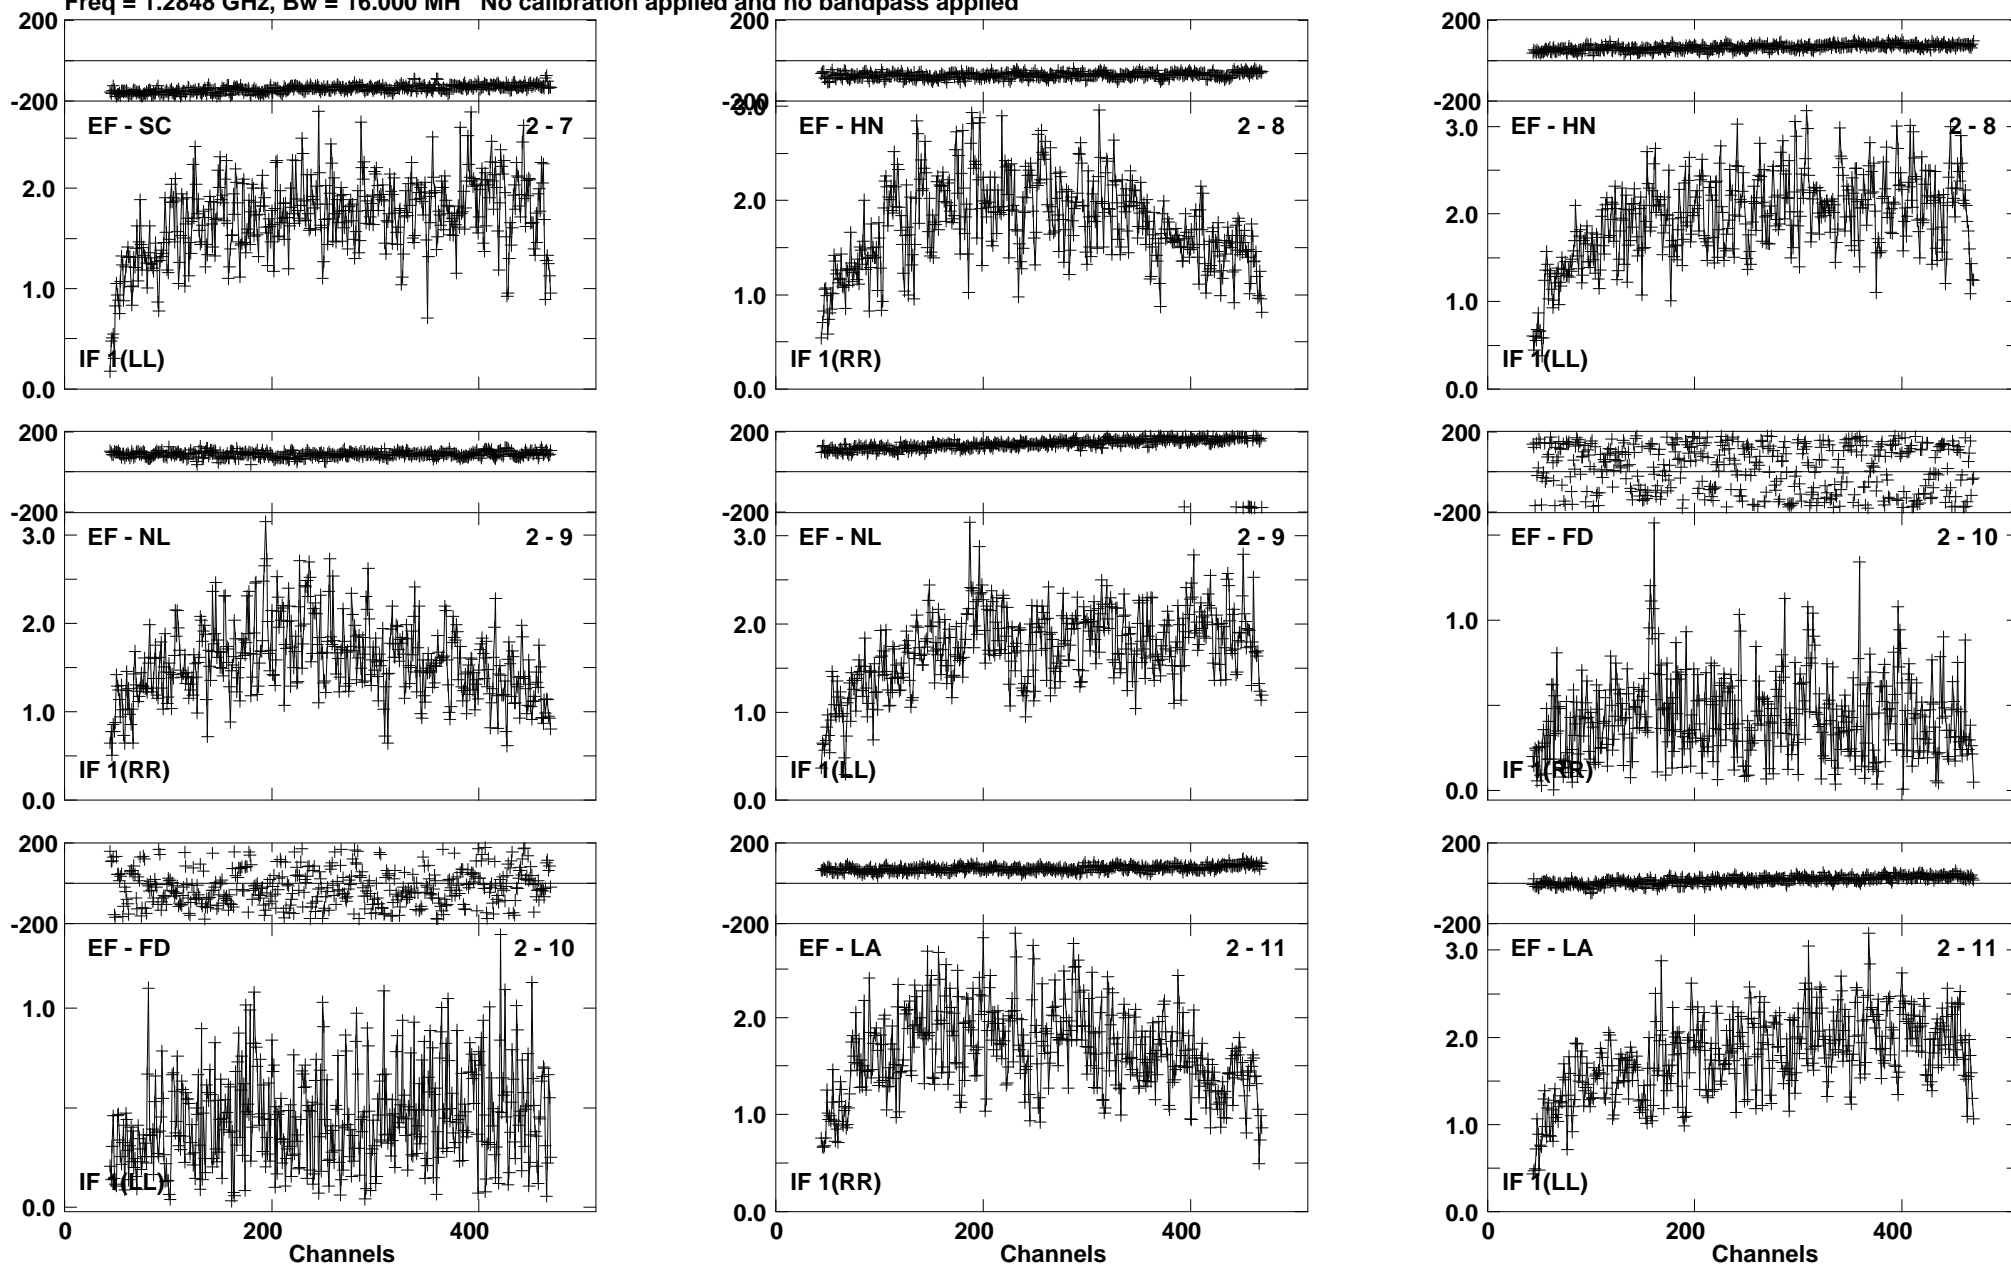 Freq = 1.2848 GHz, Bw = 16.000 MH No calibration applied and no bandpass applied
200
-200
EF - SC 2 - 7
2.0
1.0
0.0
IF 1(LL)
200
-200
3.0
EF - HN 2 - 8
2.0
1.0
0.0
IF 1(RR)
200
-200
3.0
EF - HN 2 - 8
2.0
1.0
0.0
IF 1(LL)
200
-200
3.0
EF - NL 2 - 9
2.0
1.0
0.0
IF 1(RR)
200
-200
3.0
EF - NL 2 - 9
2.0
1.0
0.0
IF 1(LL)
200
-200
EF - FD 2 - 10
1.0
0.0
IF 1(RR)
200
-200
EF - FD 2 - 10
1.0
0.0
IF 1(LL)
0 200 400
Channels
200
-200
EF - LA 2 - 11
2.0
1.0
0.0
IF 1(RR)
200
-200
3.0
EF - LA 2 - 11
2.0
1.0
0.0
IF 1(LL)
0 200 400
Channels